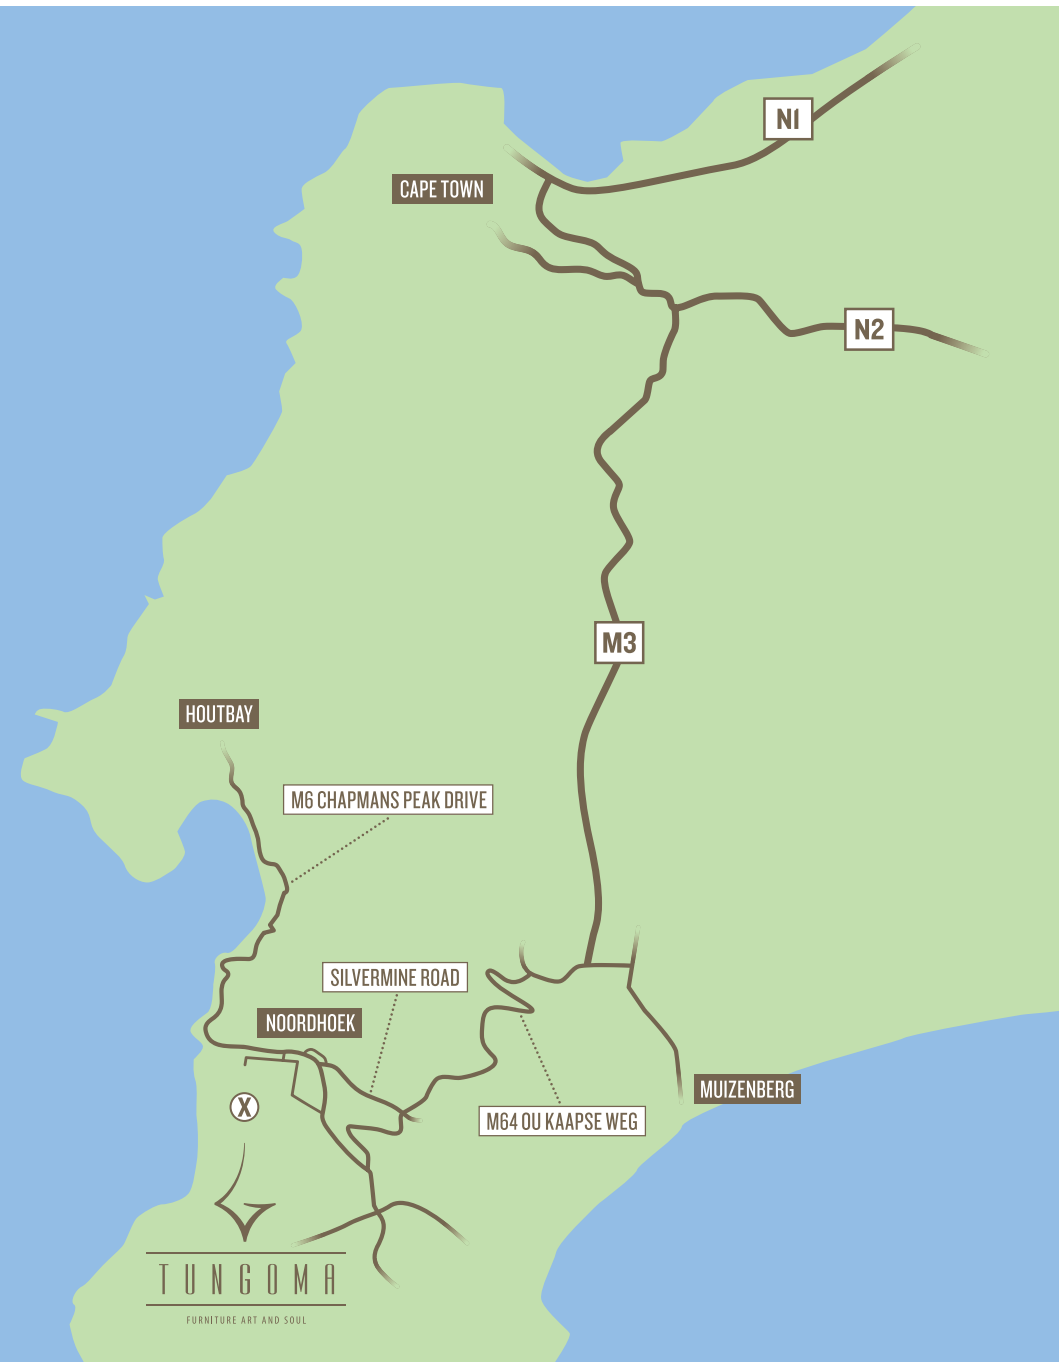 N1
CAPE TOWN
N2
M3
HOUTBAY
M6 CHAPMANS PEAK DRIVE
SILVERMINE ROAD
NOORDHOEK
MUIZENBERG
X
M64 OU KAAPSE WEG
TUNGOMA
FURNITURE ART AND SOUL